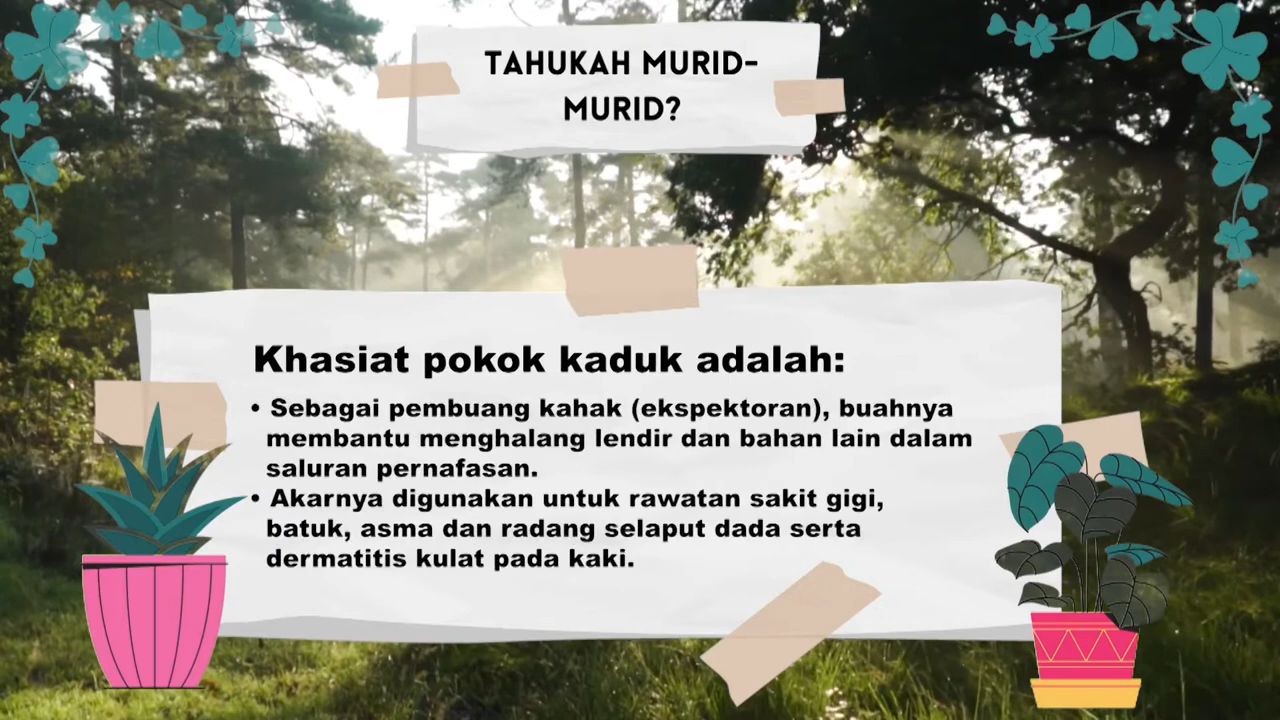 TAHUKAH MURID-
MURID?
Khasiat pokok kaduk adalah:
• Sebagai pembuang kahak (ekspektoran), buahnya
membantu menghalang lendir dan bahan lain dalam
saluran pernafasan.
• Akarnya digunakan untuk rawatan sakit gigi,
batuk, asma dan radang selaput dada serta
dermatitis kulat pada kaki.